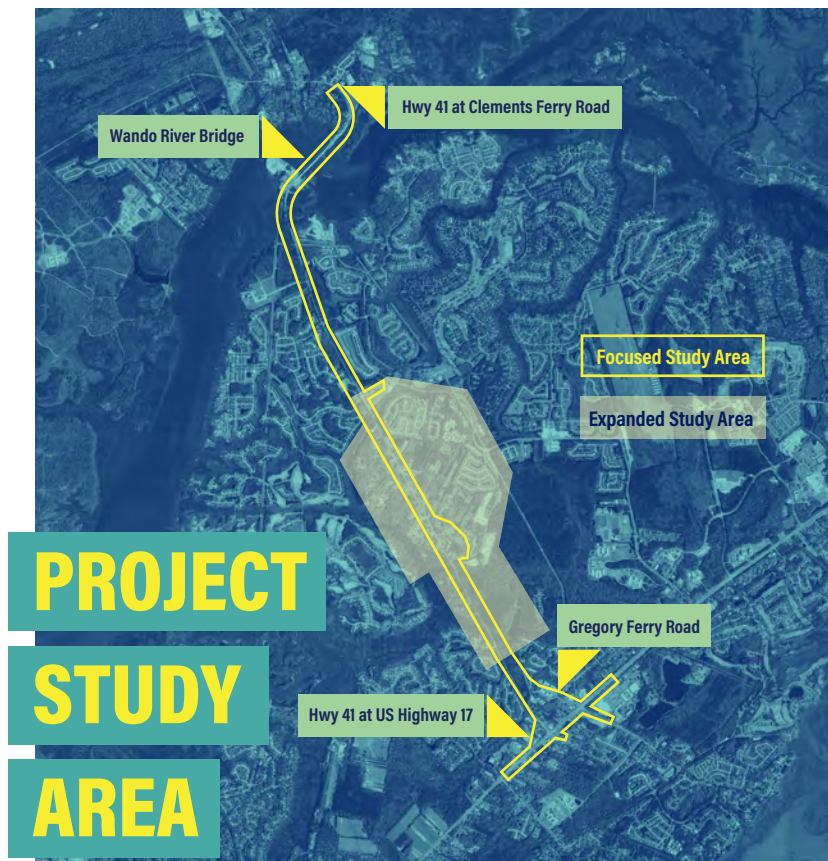 Hwy 41 at Clements Ferry Road
Wando River Bridge
Focused Study Area
Expanded Study Area
PROJECT
STUDY
AREA
Gregory Ferry Road
Hwy 41 at US Highway 17